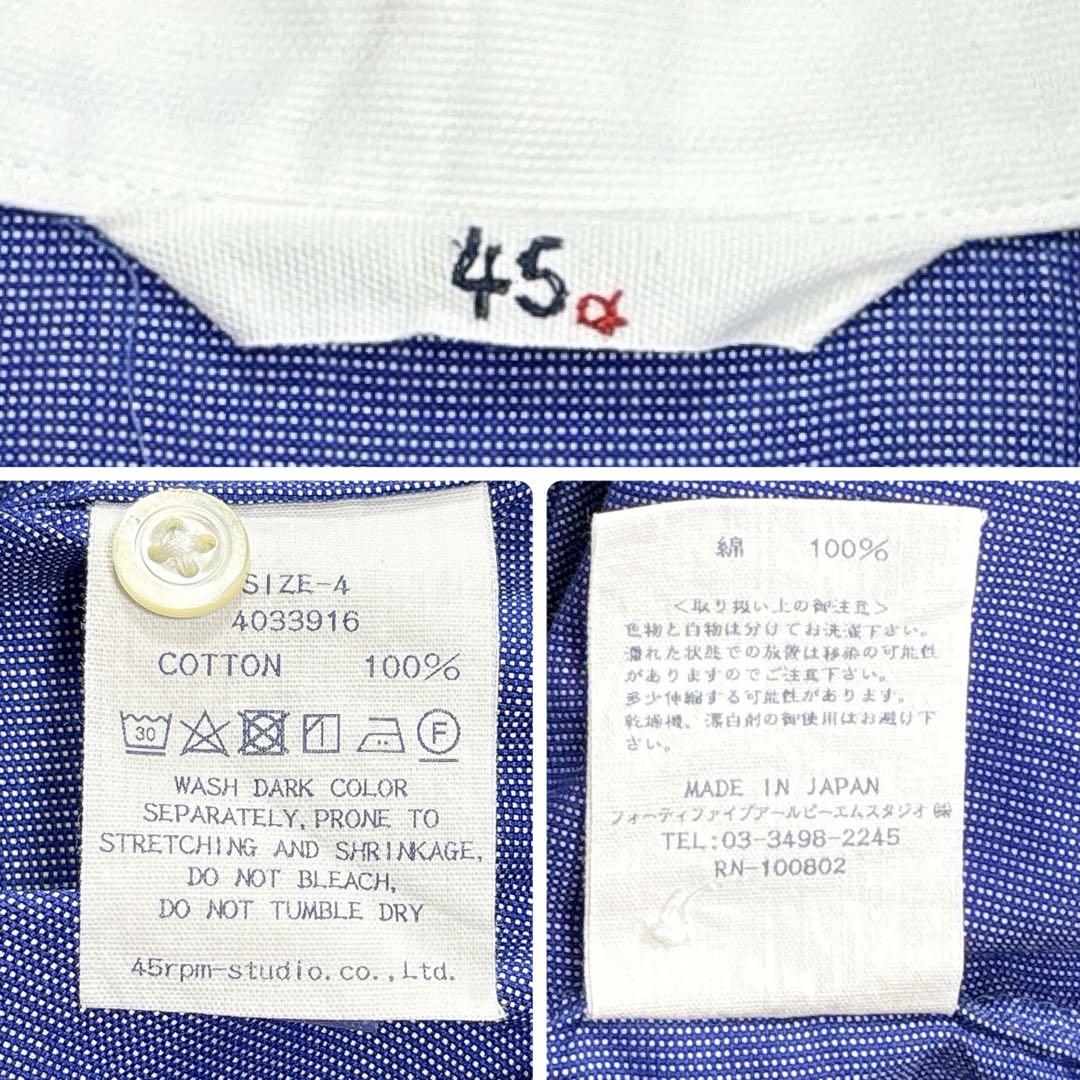 45
SIZE-4
4033916
COTTON 100%
30
F
WASH DARK COLOR
SEPARATELY, PRONE TO
STRETCHING AND SHRINKAGE,
DO NOT BLEACH,
DO NOT TUMBLE DRY
45rpm-studio.co.,Ltd.
綿 100%
<取り扱い上の御注意>
色物と白物は分けてお洗濯下さい。
濡れた状態での放置は移染の可能性
がありますのでご注意下さい。
多少伸縮する可能性があります。
乾燥機、漂白剤の御使用はお避け下
さい。
MADE IN JAPAN
フォーティファイブアールピーエムスタジオ㈱
TEL:03-3498-2245
RN-100802